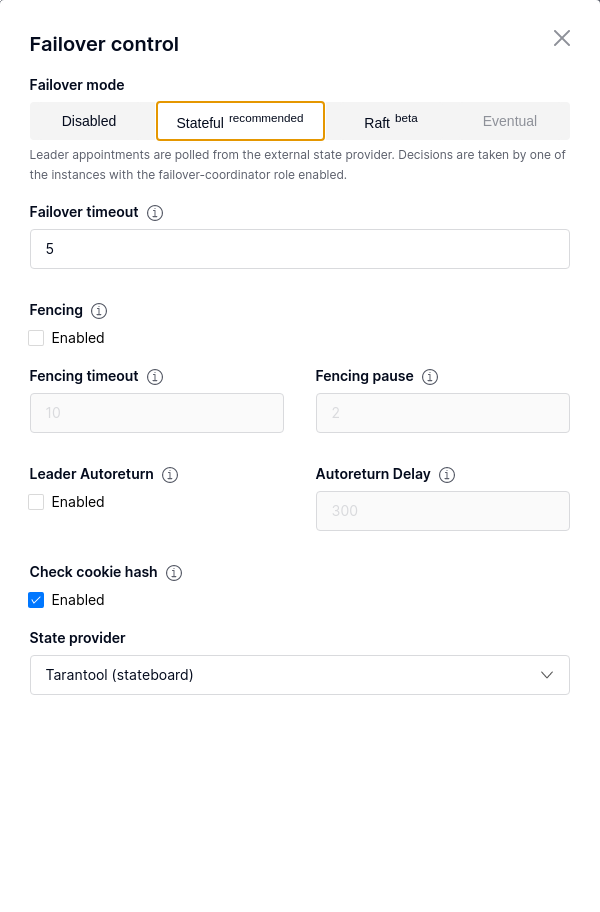 Failover control
Failover mode
Disabled Stateful recommended Raft beta Eventual
Leader appointments are polled from the external state provider. Decisions are taken by one of
the instances with the failover-coordinator role enabled.
Failover timeout
5
Fencing
Enabled
Fencing timeout Fencing pause
10 2
Leader Autoreturn Autoreturn Delay
Enabled 300
Check cookie hash
Enabled
State provider
Tarantool (stateboard)